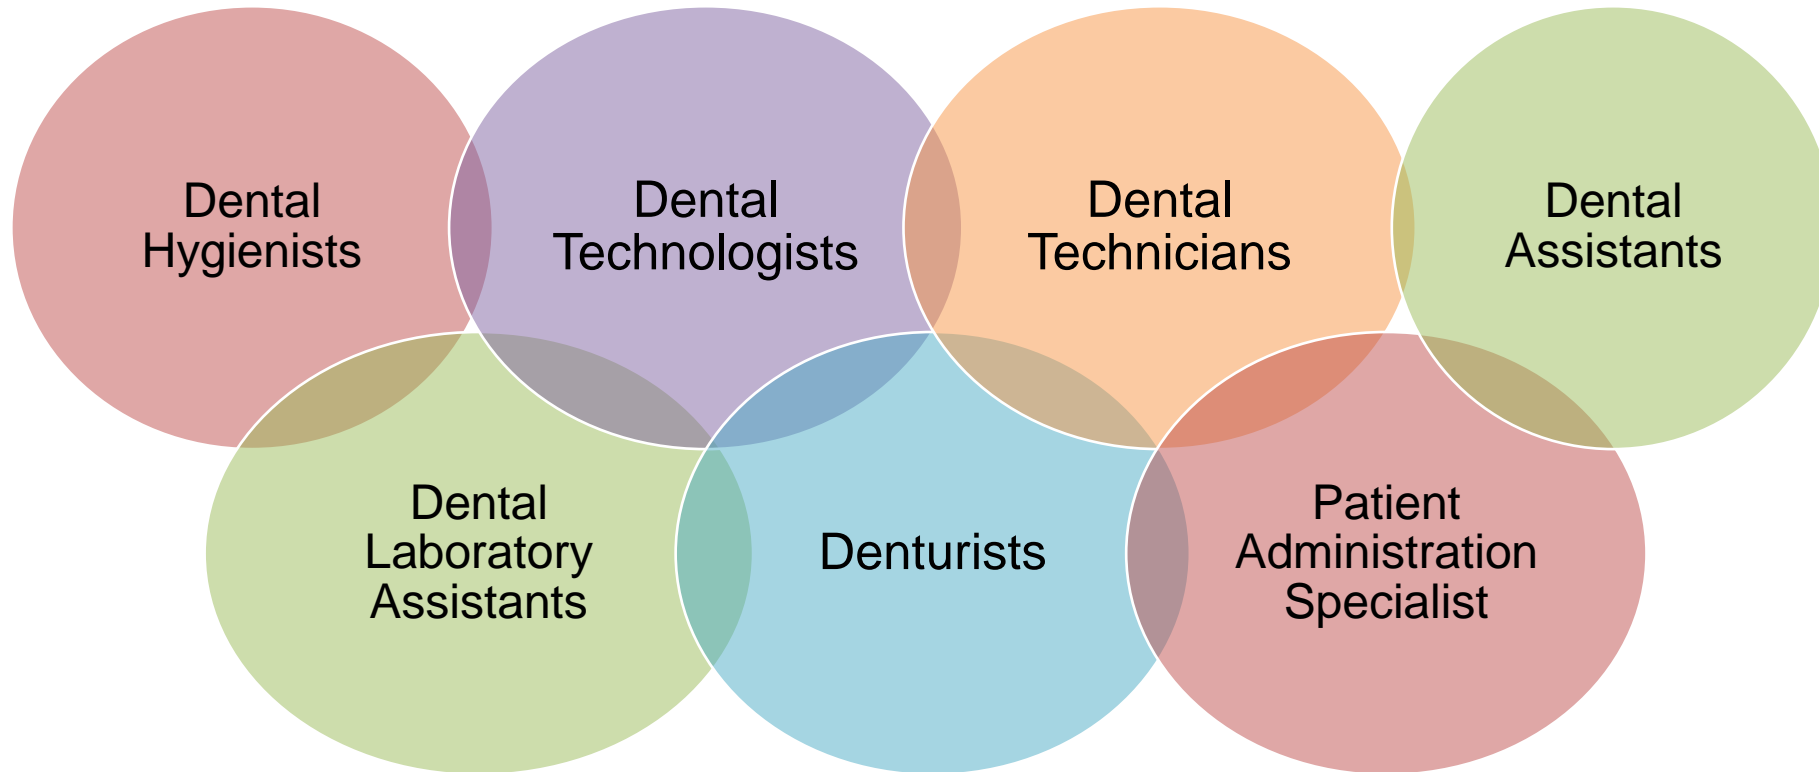 Dental
Hygienists
Dental
Technologists
Dental
Technicians
Dental
Assistants
Dental
Laboratory
Assistants
Denturists
Patient
Administration
Specialist